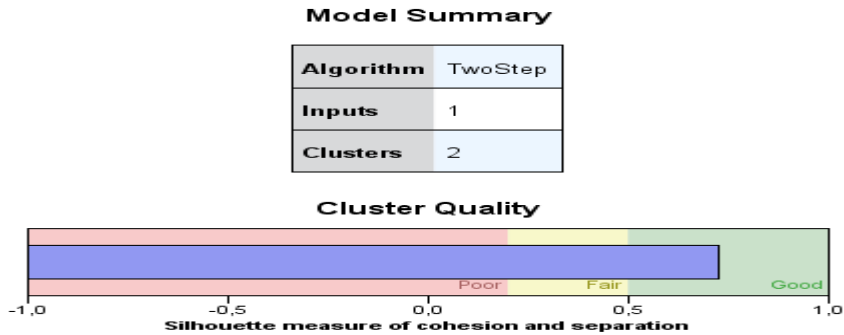 Model Summary
Algorithm TwoStep
Inputs 1
Clusters 2
Cluster Quality
Poor Fair Good
-1,0 -0,5 0,0 0,5 1,0
Silhouette measure of cohesion and separation